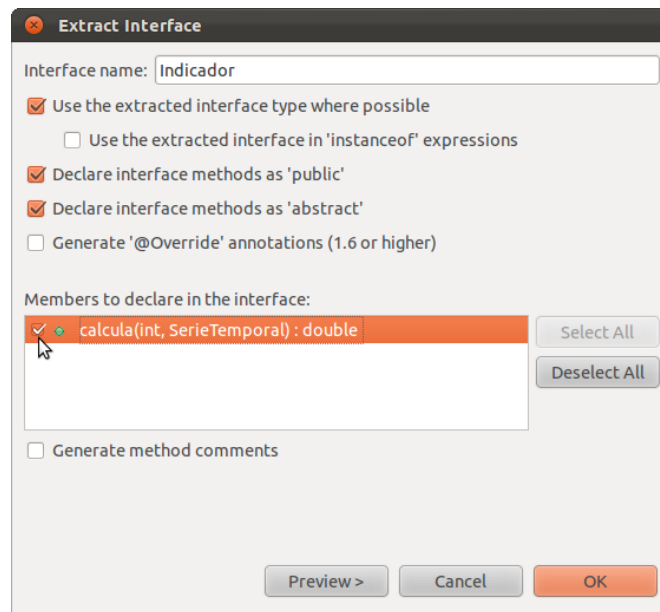 Extract Interface
Interface name: Indicador
Use the extracted interface type where possible
Use the extracted interface in 'instanceof' expressions
Declare interface methods as 'public'
Declare interface methods as 'abstract'
Generate '@Override' annotations (1.6 or higher)
Members to declare in the interface:
calcula(int, SerieTemporal) : double
Select All
Deselect All
Generate method comments
Preview > Cancel OK